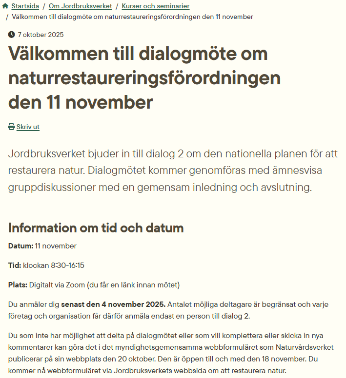 Startsida / Om Jordbruksverket / Kurser och seminarier
/ Välkommen till dialogmöte om naturrestaureringsförordningen den 11 november
7 oktober 2025
Välkommen till dialogmöte om
naturrestaureringsförordningen
den 11 november
Skriv ut
Jordbruksverket bjuder in till dialog 2 om den nationella planen för att
restaurera natur. Dialogmötet kommer genomföras med ämnesvisa
gruppdiskussioner med en gemensam inledning och avslutning.
Information om tid och datum
Datum: 11 november
Tid: klockan 8:30-16:15
Plats: Digitalt via Zoom (du får en länk innan mötet)
Du anmäler dig senast den 4 november 2025. Antalet möjliga deltagare är begränsat och varje
företag och organisation får därför anmäla endast en person till dialog 2.
Du som inte har möjlighet att delta på dialogmötet eller som vill komplettera eller skicka in nya
kommentarer kan göra det i det myndighetsgemensamma webbformuläret som Naturvårdsverket
publicerar på sin webbplats den 20 oktober. Den är öppen till och med den 18 november. Du
kommer nå webbformuläret via Jordbruksverkets webbsida om att restaurera natur.